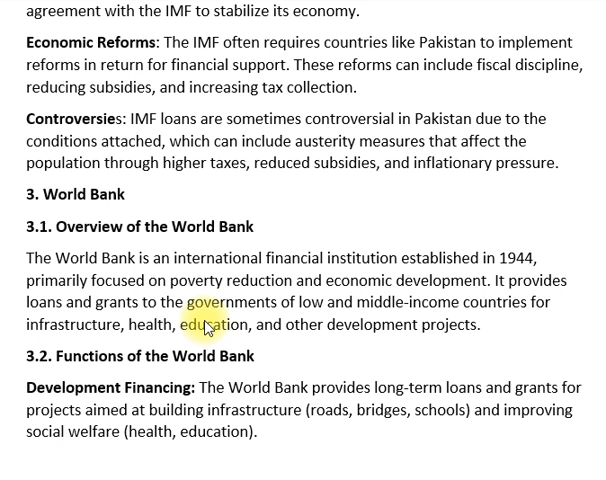 agreement with the IMF to stabilize its economy.
Economic Reforms: The IMF often requires countries like Pakistan to implement
reforms in return for financial support. These reforms can include fiscal discipline,
reducing subsidies, and increasing tax collection.
Controversies: IMF loans are sometimes controversial in Pakistan due to the
conditions attached, which can include austerity measures that affect the
population through higher taxes, reduced subsidies, and inflationary pressure.
3. World Bank
3.1. Overview of the World Bank
The World Bank is an international financial institution established in 1944,
primarily focused on poverty reduction and economic development. It provides
loans and grants to the governments of low and middle-income countries for
infrastructure, health, education, and other development projects.
3.2. Functions of the World Bank
Development Financing: The World Bank provides long-term loans and grants for
projects aimed at building infrastructure (roads, bridges, schools) and improving
social welfare (health, education).